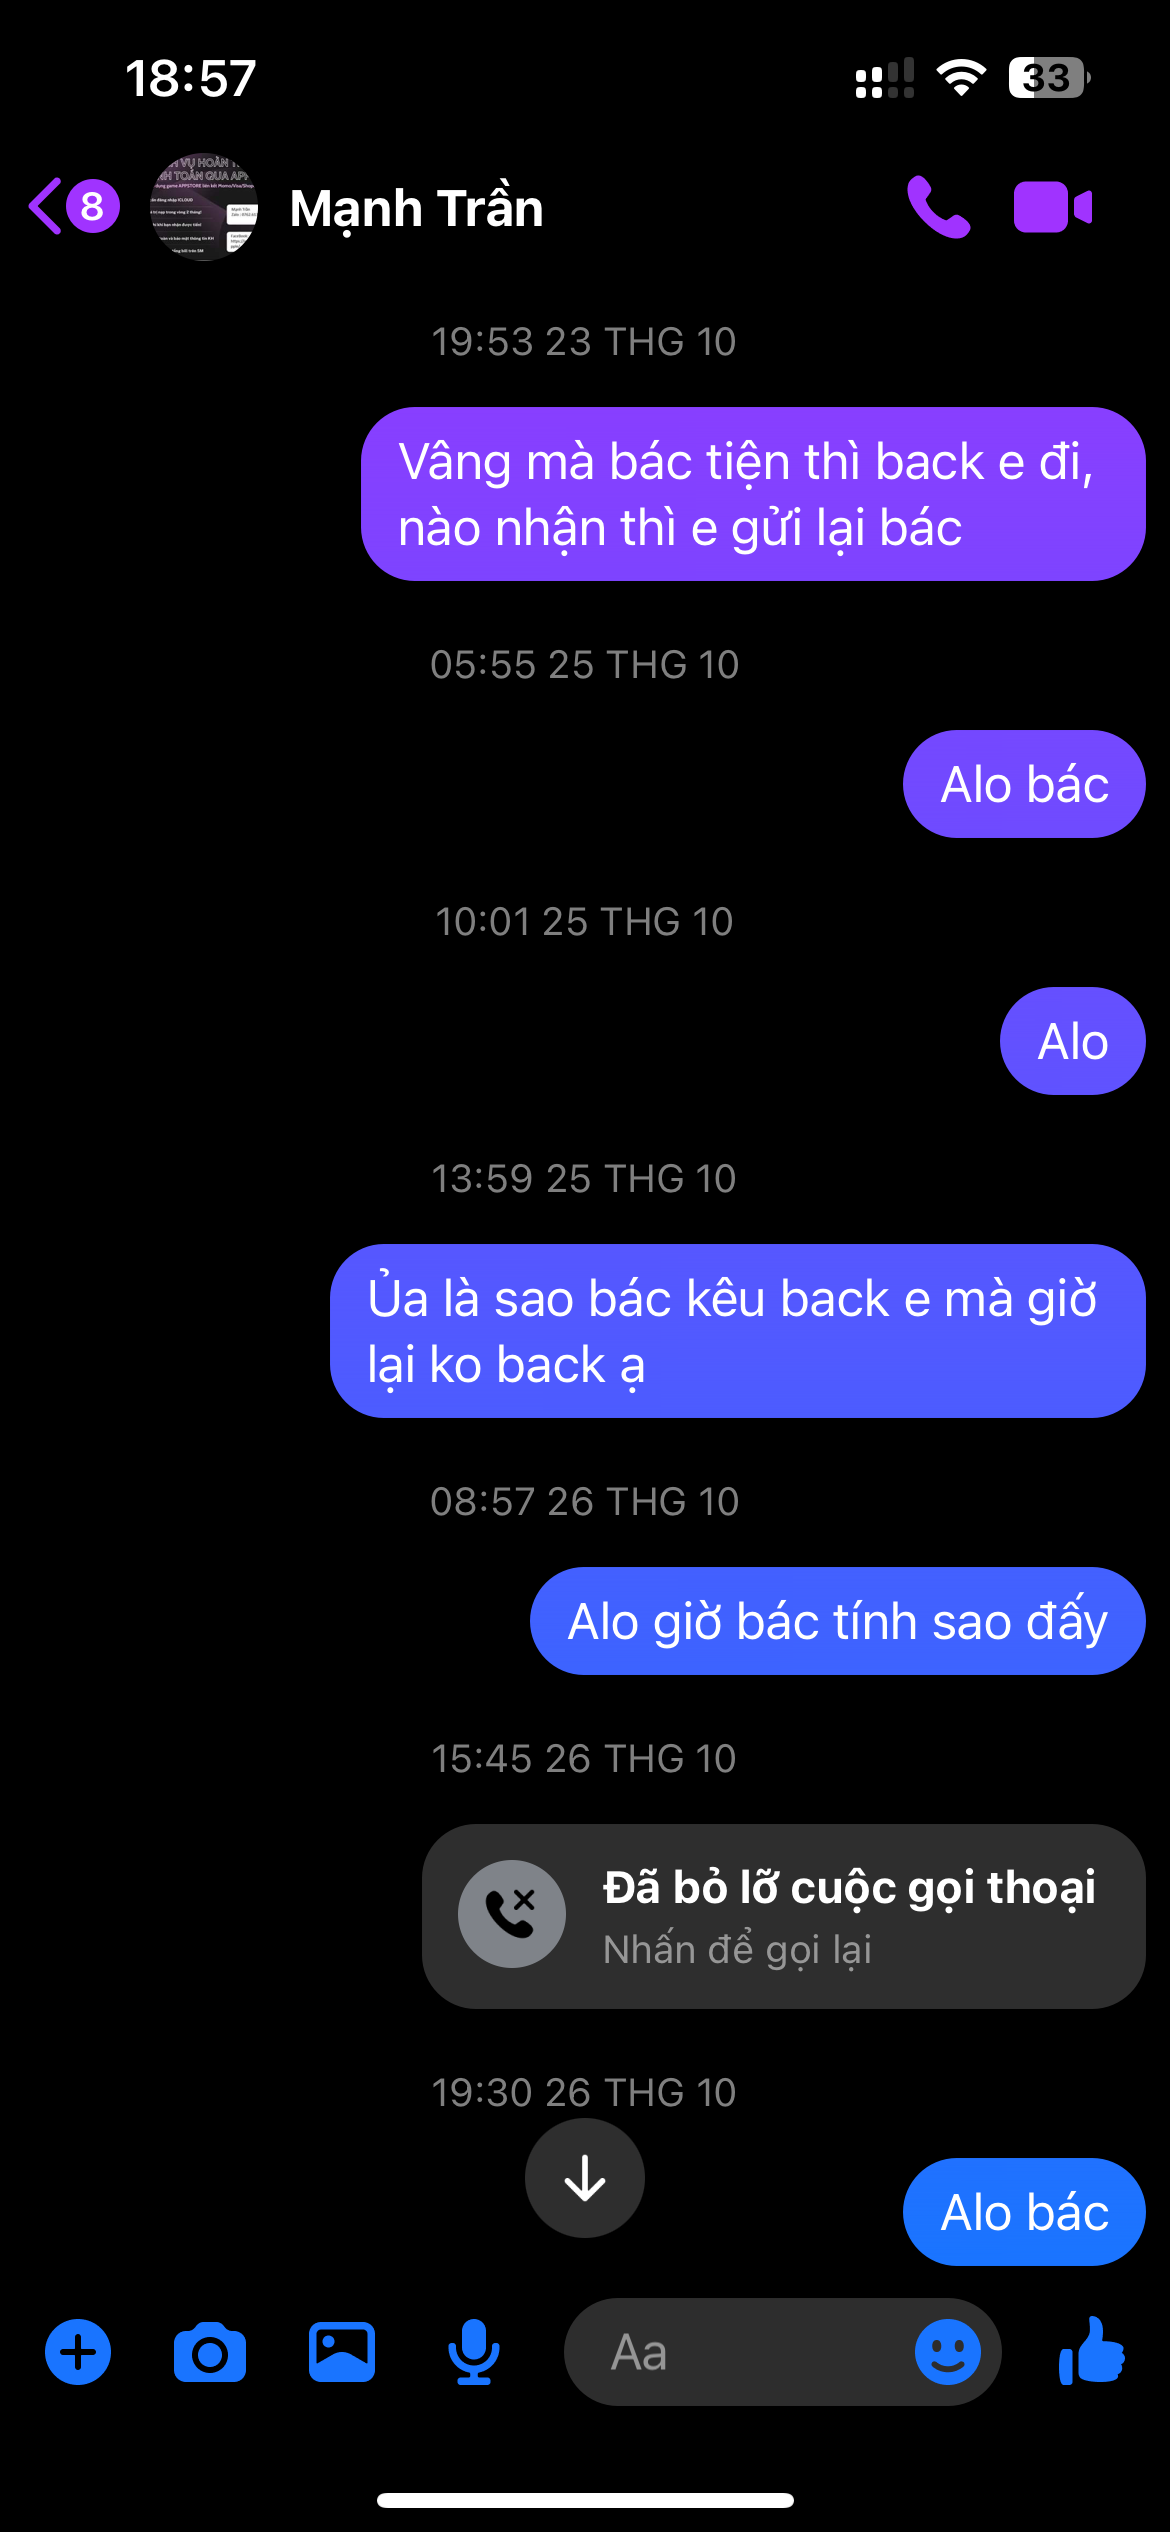 18:57
33
8
Mạnh Trần
19:53 23 THG 10
Vâng mà bác tiện thì back e đi,
nào nhận thì e gửi lại bác
05:55 25 THG 10
Alo bác
10:01 25 THG 10
Alo
13:59 25 THG 10
Ủa là sao bác kêu back e mà giờ
lại ko back ạ
08:57 26 THG 10
Alo giờ bác tính sao đấy
15:45 26 THG 10
Đã bỏ lỡ cuộc gọi thoại
Nhấn để gọi lại
19:30 26 THG 10
Alo bác
Aa